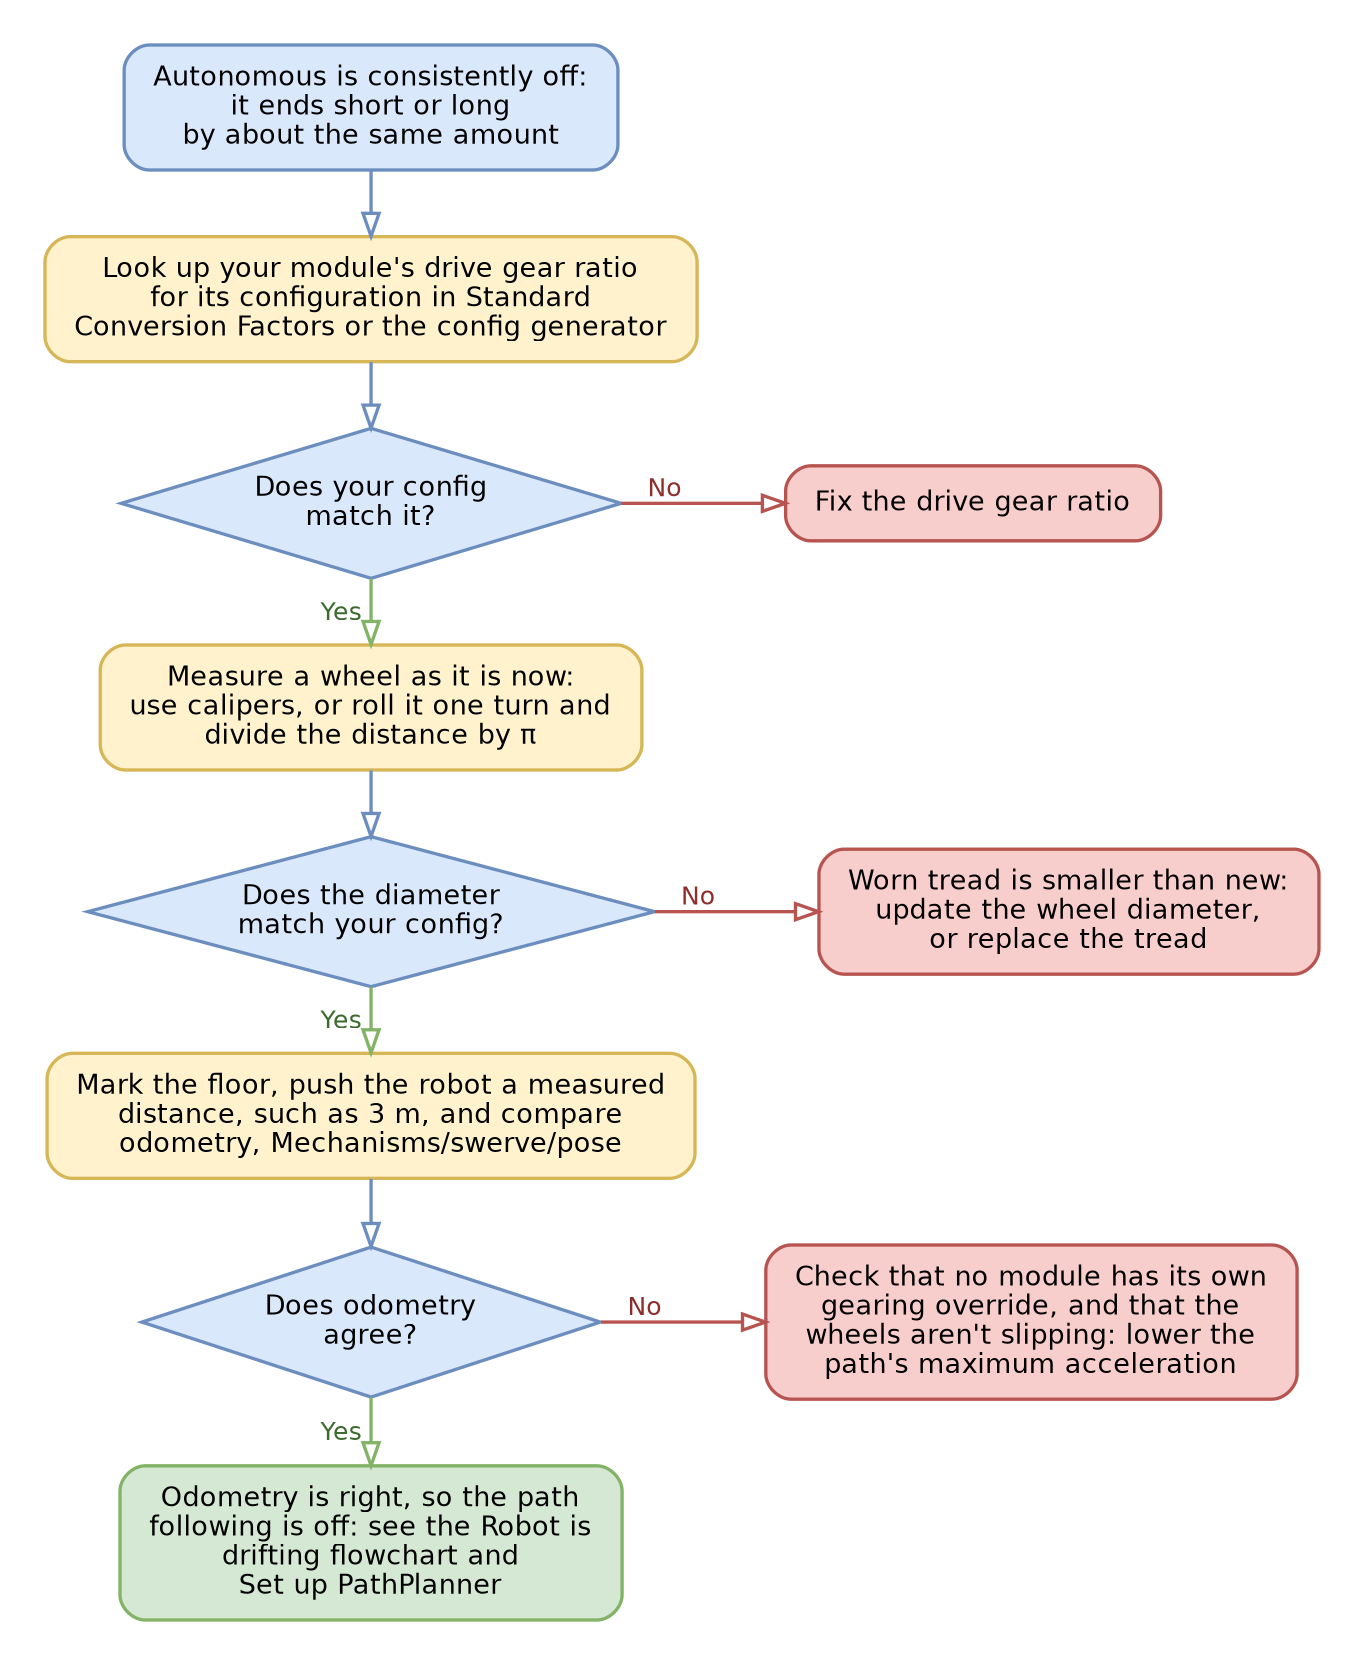 Autonomous is consistently off:
it ends short or long
by about the same amount
Look up your module's drive gear ratio
for its configuration in Standard
Conversion Factors or the config generator
Does your config
match it?
No
Fix the drive gear ratio
Yes
Measure a wheel as it is now:
use calipers, or roll it one turn and
divide the distance by π
Does the diameter
match your config?
No
Worn tread is smaller than new:
update the wheel diameter,
or replace the tread
Yes
Mark the floor, push the robot a measured
distance, such as 3 m, and compare
odometry, Mechanisms/swerve/pose
Does odometry
agree?
No
Check that no module has its own
gearing override, and that the
wheels aren't slipping: lower the
path's maximum acceleration
Yes
Odometry is right, so the path
following is off: see the Robot is
drifting flowchart and
Set up PathPlanner